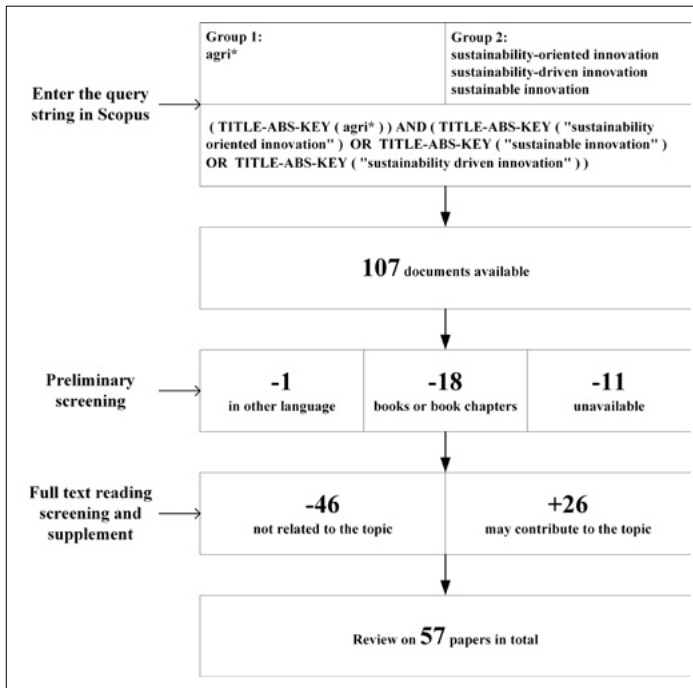 Group 1:
agri*
Group 2:
sustainability-oriented innovation
sustainability-driven innovation
sustainable innovation
Enter the query
string in Scopus
( TITLE-ABS-KEY ( agri* ) ) AND ( TITLE-ABS-KEY ( "sustainability
oriented innovation" ) OR TITLE-ABS-KEY ( "sustainable innovation" )
OR TITLE-ABS-KEY ( "sustainability driven innovation" ) )
107 documents available
Preliminary
screening
-1
in other language
-18
books or book chapters
-11
unavailable
Full text reading
screening and
supplement
-46
not related to the topic
+26
may contribute to the topic
Review on 57 papers in total